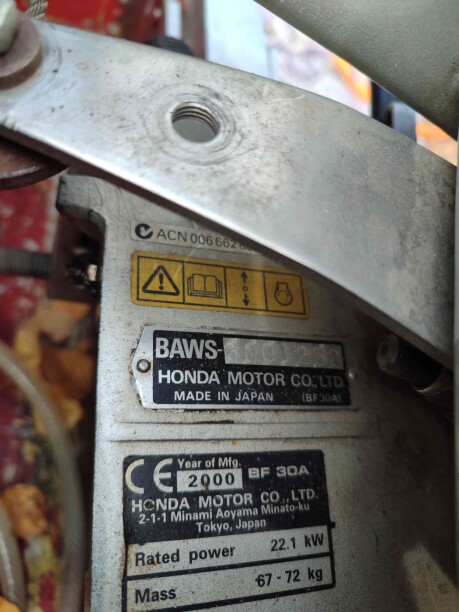 ACN 006 662
BAWS-
HONDA MOTOR CO., LTD.
MADE IN JAPAN (BF30A)
CE Year of Mfg.
2000 BF 30A
HONDA MOTOR CO., LTD.
2-1-1 Minami Aoyama Minato-ku
Tokyo, Japan
Rated power 22.1 kW
Mass 67 - 72 kg